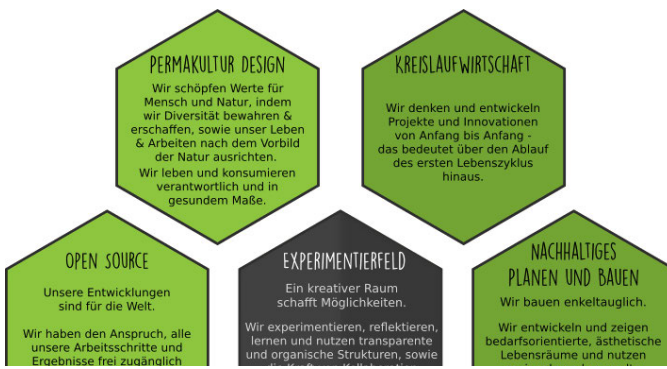 PERMAKULTUR DESIGN
Wir schöpfen Werte für
Mensch und Natur, indem
wir Diversität bewahren &
erschaffen, sowie unser Leben
& Arbeiten nach dem Vorbild
der Natur ausrichten.
Wir leben und konsumieren
verantwortlich und in
gesundem Maße.
KREISLAUFWIRTSCHAFT
Wir denken und entwickeln
Projekte und Innovationen
von Anfang bis Anfang -
das bedeutet über den Ablauf
des ersten Lebenszyklus
hinaus.
OPEN SOURCE
Unsere Entwicklungen
sind für die Welt.
Wir haben den Anspruch, alle
unsere Arbeitsschritte und
Ergebnisse frei zugänglich
EXPERIMENTIERFELD
Ein kreativer Raum
schafft Möglichkeiten.
Wir experimentieren, reflektieren,
lernen und nutzen transparente
und organische Strukturen, sowie
NACHHALTIGES
PLANEN UND BAUEN
Wir bauen enkeltauglich.
Wir entwickeln und zeigen
bedarfsorientierte, ästhetische
Lebensräume und nutzen